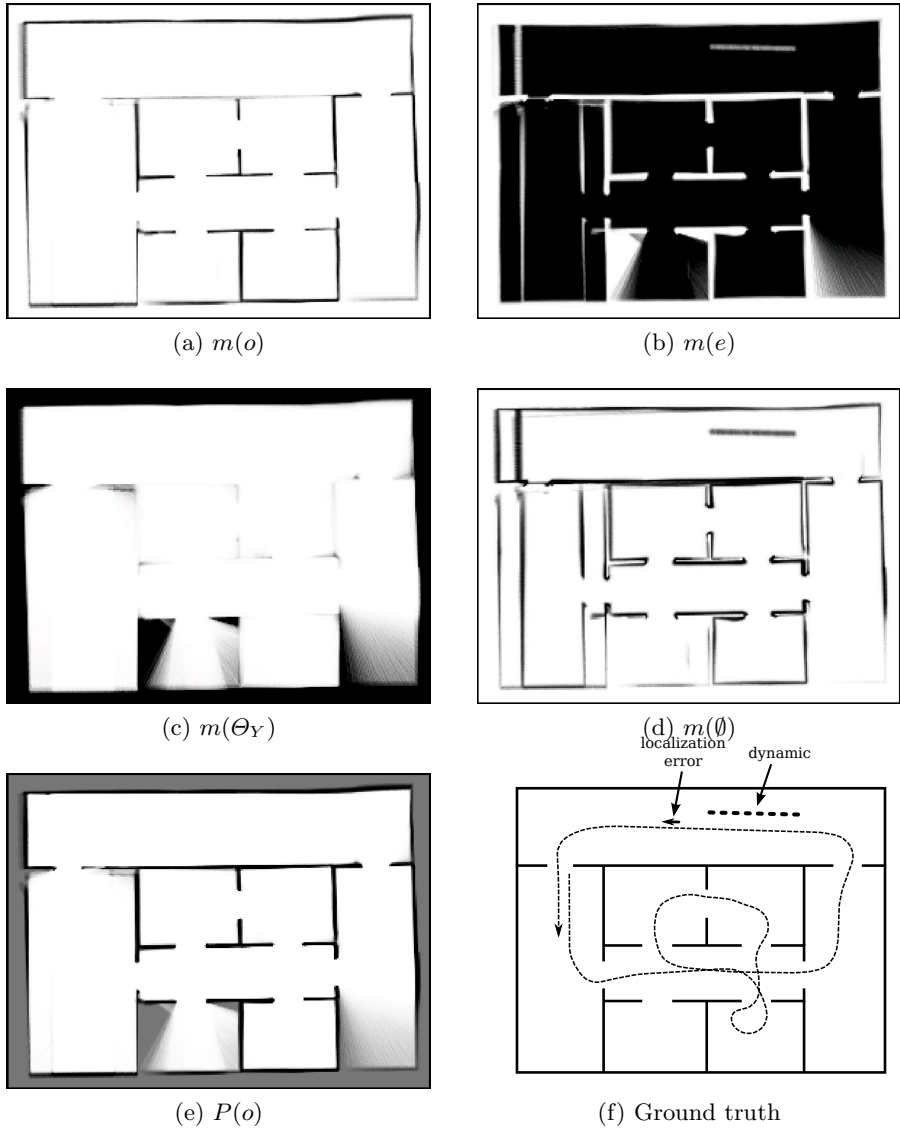 (a) m(o)
(b) m(e)
(c) m(Θ_Y)
(d) m(∅)
localization
error
dynamic
(e) P(o)
(f) Ground truth